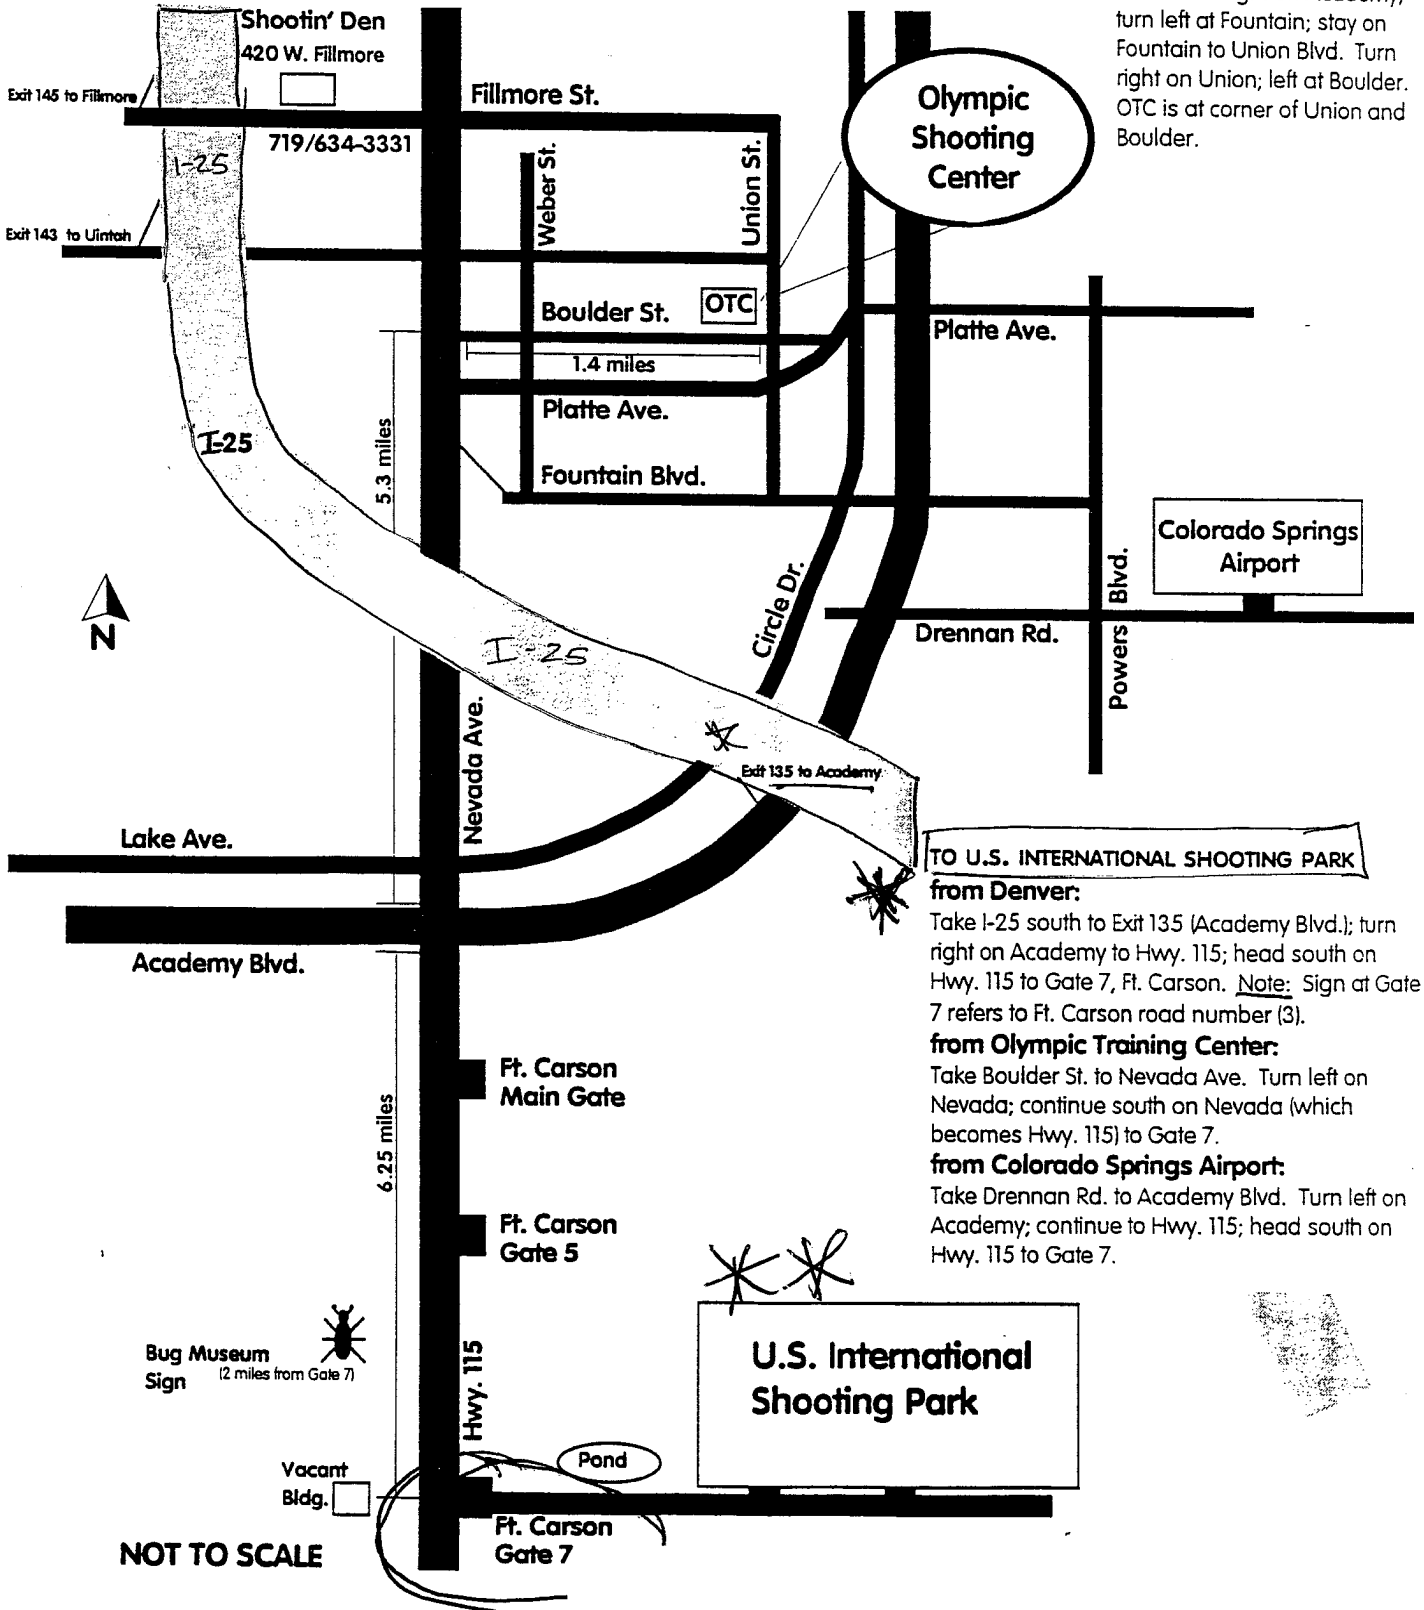 Shootin' Den
420 W. Fillmore
Exit 145 to Fillmore
Fillmore St.
719/634-3331
I-25
Exit 143 to Uintah
Weber St.
Union St.
Olympic
Shooting
Center
turn left at Fountain; stay on
Fountain to Union Blvd. Turn
right on Union; left at Boulder.
OTC is at corner of Union and
Boulder.
Boulder St.
OTC
1.4 miles
Platte Ave.
Platte Ave.
5.3 miles
I-25
Fountain Blvd.
Colorado Springs
Airport
N
Circle Dr.
Drennan Rd.
Powers Blvd.
I-25
Nevada Ave.
Exit 135 to Academy
Lake Ave.
Academy Blvd.
TO U.S. INTERNATIONAL SHOOTING PARK
from Denver:
Take I-25 south to Exit 135 (Academy Blvd.); turn
right on Academy to Hwy. 115; head south on
Hwy. 115 to Gate 7, Ft. Carson. Note: Sign at Gate
7 refers to Ft. Carson road number (3).
from Olympic Training Center:
Take Boulder St. to Nevada Ave. Turn left on
Nevada; continue south on Nevada (which
becomes Hwy. 115) to Gate 7.
from Colorado Springs Airport:
Take Drennan Rd. to Academy Blvd. Turn left on
Academy; continue to Hwy. 115; head south on
Hwy. 115 to Gate 7.
Ft. Carson
Main Gate
6.25 miles
Ft. Carson
Gate 5
Bug Museum
Sign
(2 miles from Gate 7)
Hwy. 115
U.S. International
Shooting Park
Vacant
Bldg.
Pond
Ft. Carson
Gate 7
NOT TO SCALE